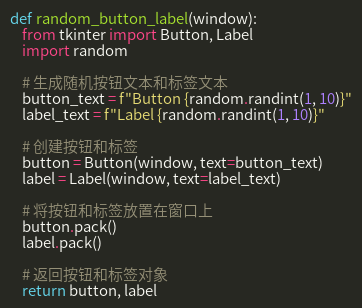 def random_button_label(window):
    from tkinter import Button, Label
    import random

    # 生成随机按钮文本和标签文本
    button_text = f"Button {random.randint(1, 10)}"
    label_text = f"Label {random.randint(1, 10)}"

    # 创建按钮和标签
    button = Button(window, text=button_text)
    label = Label(window, text=label_text)

    # 将按钮和标签放置在窗口上
    button.pack()
    label.pack()

    # 返回按钮和标签对象
    return button, label